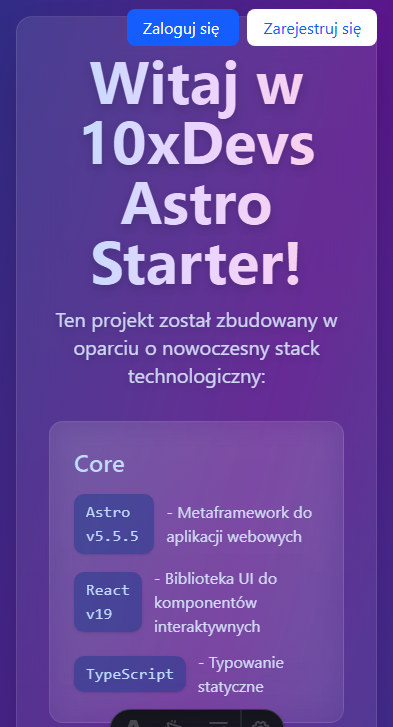 Zaloguj się
Zarejestruj się
Witaj w
10xDevs
Astro
Starter!
Ten projekt został zbudowany w
oparciu o nowoczesny stack
technologiczny:
Core
Astro
v5.5.5
- Metaframework do
aplikacji webowych
React
v19
- Biblioteka UI do
komponentów
interaktywnych
TypeScript
- Typowanie
statyczne